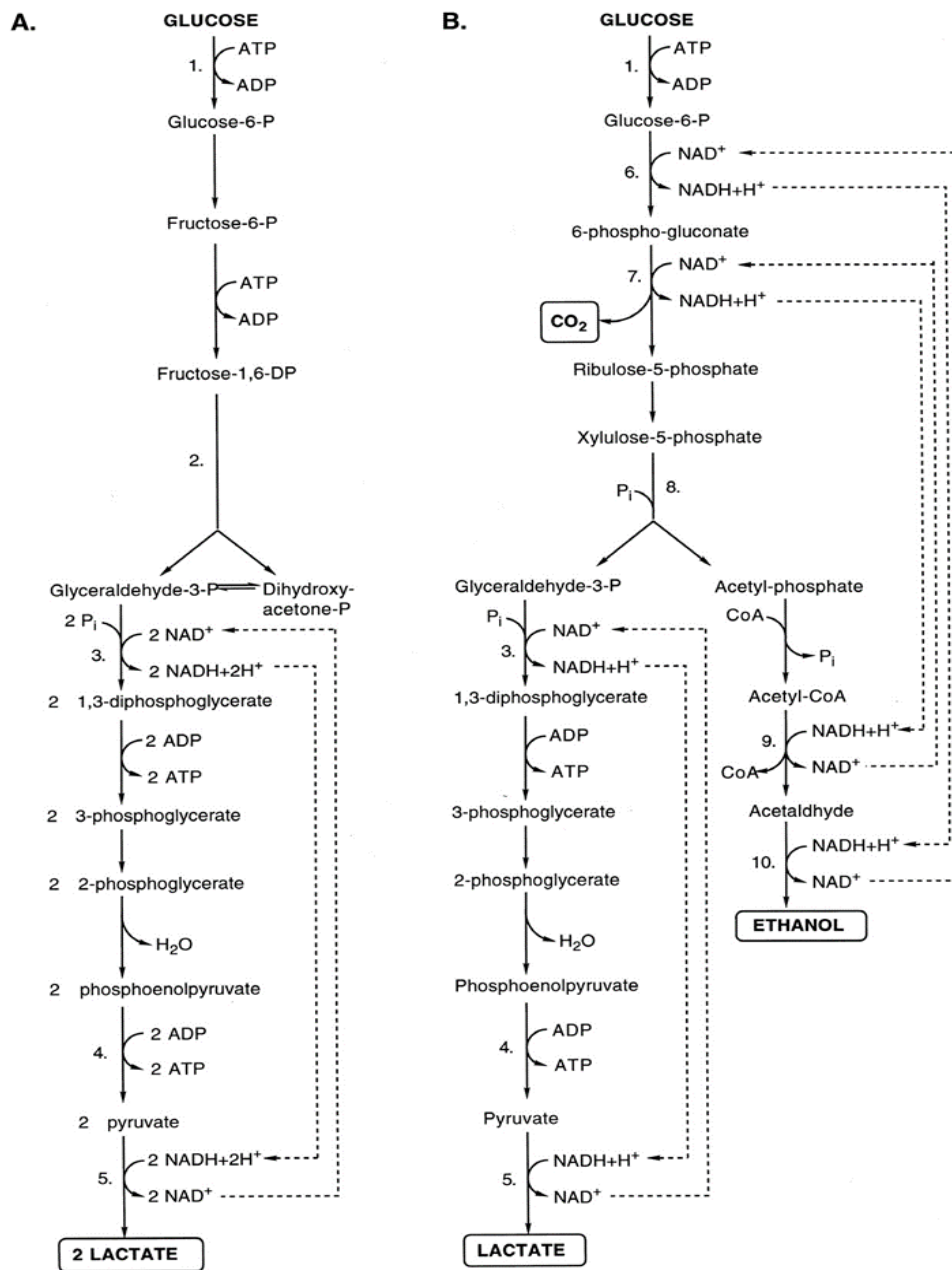 A.
GLUCOSE
ATP
1.
ADP
Glucose-6-P
Fructose-6-P
ATP
ADP
Fructose-1,6-DP
2.
Glyceraldehyde-3-P
Dihydroxy-
acetone-P
2 Pi
2 NAD+
3.
2 NADH+2H+
2 1,3-diphosphoglycerate
2 ADP
2 ATP
2 3-phosphoglycerate
2 2-phosphoglycerate
H2O
2 phosphoenolpyruvate
2 ADP
4.
2 ATP
2 pyruvate
2 NADH+2H+
5.
2 NAD+
2 LACTATE
B.
GLUCOSE
ATP
1.
ADP
Glucose-6-P
NAD+
6.
NADH+H+
6-phospho-gluconate
NAD+
7.
NADH+H+
CO2
Ribulose-5-phosphate
Xylulose-5-phosphate
Pi
8.
Glyceraldehyde-3-P
Pi
NAD+
3.
NADH+H+
1,3-diphosphoglycerate
ADP
ATP
3-phosphoglycerate
2-phosphoglycerate
H2O
Phosphoenolpyruvate
ADP
4.
ATP
Pyruvate
NADH+H+
5.
NAD+
LACTATE
Acetyl-phosphate
CoA
Pi
Acetyl-CoA
NADH+H+
9.
CoA
NAD+
Acetaldhyde
NADH+H+
10.
NAD+
ETHANOL